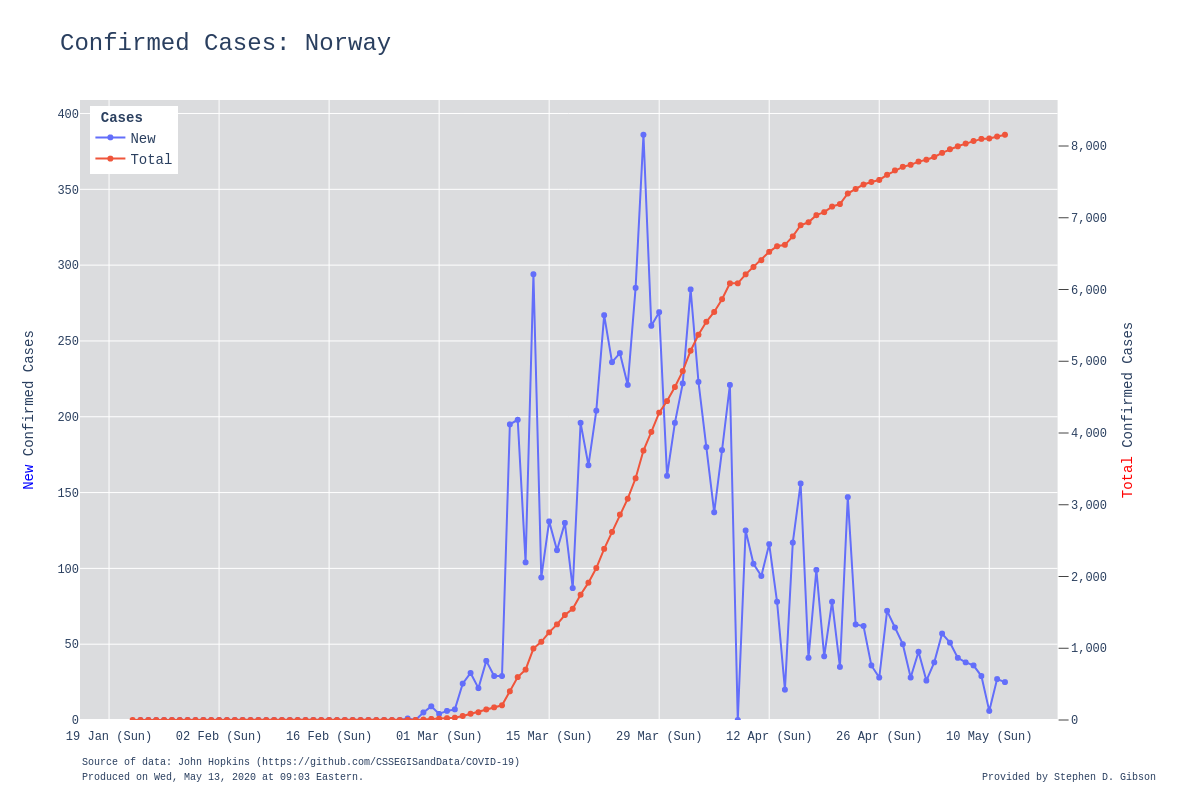 Confirmed Cases: Norway
Cases
New
Total
400
350
300
250
200
150
100
50
0
New Confirmed Cases
8,000
7,000
6,000
5,000
4,000
3,000
2,000
1,000
0
Total Confirmed Cases
19 Jan (Sun) 02 Feb (Sun) 16 Feb (Sun) 01 Mar (Sun) 15 Mar (Sun) 29 Mar (Sun) 12 Apr (Sun) 26 Apr (Sun) 10 May (Sun)
Source of data: John Hopkins (https://github.com/CSSEGISandData/COVID-19)
Produced on Wed, May 13, 2020 at 09:03 Eastern.
Provided by Stephen D. Gibson